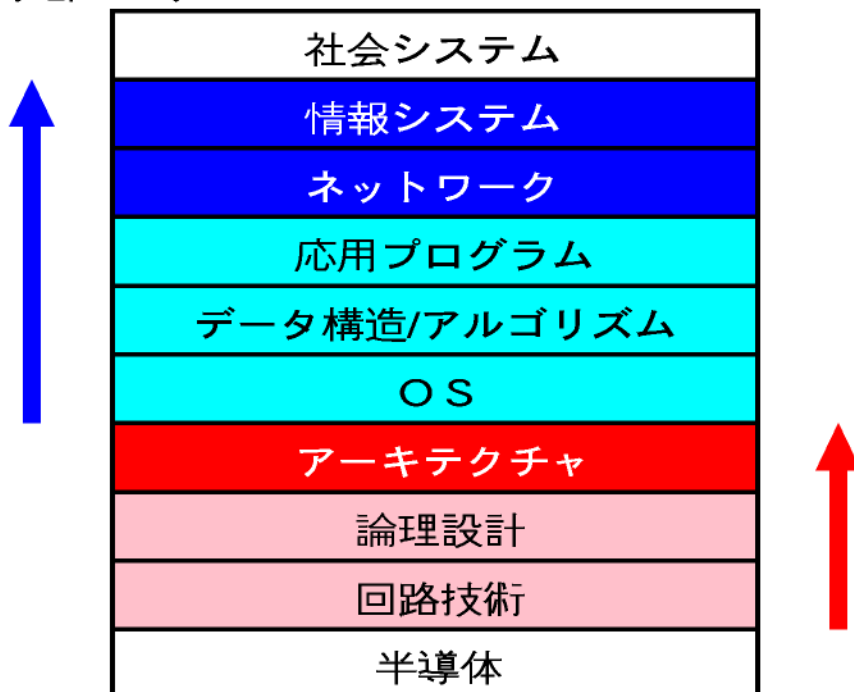 社会システム
情報システム
ネットワーク
応用プログラム
データ構造/アルゴリズム
ＯＳ
アーキテクチャ
論理設計
回路技術
半導体